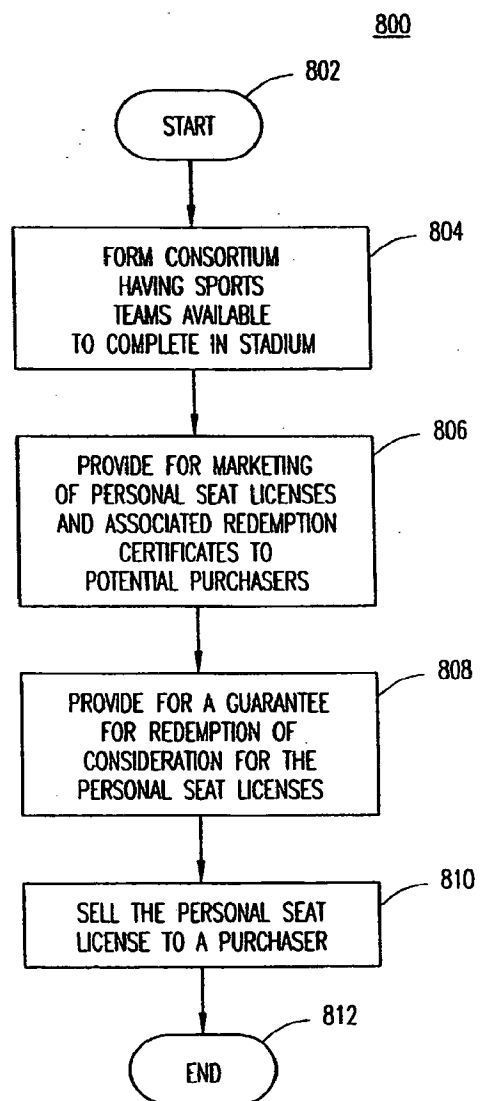 800
802
START
804
FORM CONSORTIUM
HAVING SPORTS
TEAMS AVAILABLE
TO COMPLETE IN STADIUM
806
PROVIDE FOR MARKETING
OF PERSONAL SEAT LICENSES
AND ASSOCIATED REDEMPTION
CERTIFICATES TO
POTENTIAL PURCHASERS
808
PROVIDE FOR A GUARANTEE
FOR REDEMPTION OF
CONSIDERATION FOR THE
PERSONAL SEAT LICENSES
810
SELL THE PERSONAL SEAT
LICENSE TO A PURCHASER
812
END